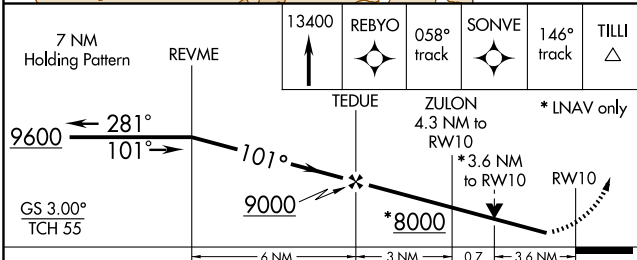 7 NM
Holding Pattern
REVME
13400
REBYO
058°
track
SONVE
146°
track
TILLI
TEDUE
ZULON
4.3 NM to
RW10
* LNAV only
281°
9600
101°
101°
*3.6 NM
to RW10
RW10
GS 3.00°
TCH 55
9000
*8000
6 NM
3 NM
0.7
3.6 NM